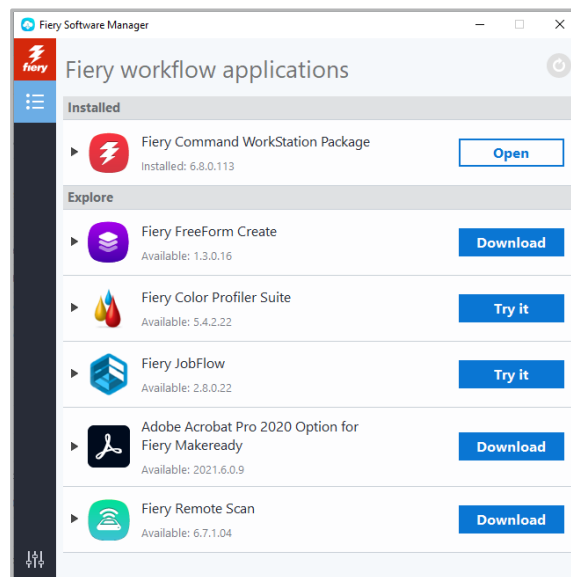 Fiery Software Manager
fiery
Fiery workflow applications
Installed
Fiery Command WorkStation Package
Installed: 6.8.0.113
Open
Explore
Fiery FreeForm Create
Available: 1.3.0.16
Download
Fiery Color Profiler Suite
Available: 5.4.2.22
Try it
Fiery JobFlow
Available: 2.8.0.22
Try it
Adobe Acrobat Pro 2020 Option for
Fiery Makeready
Available: 2021.6.0.9
Download
Fiery Remote Scan
Available: 6.7.1.04
Download